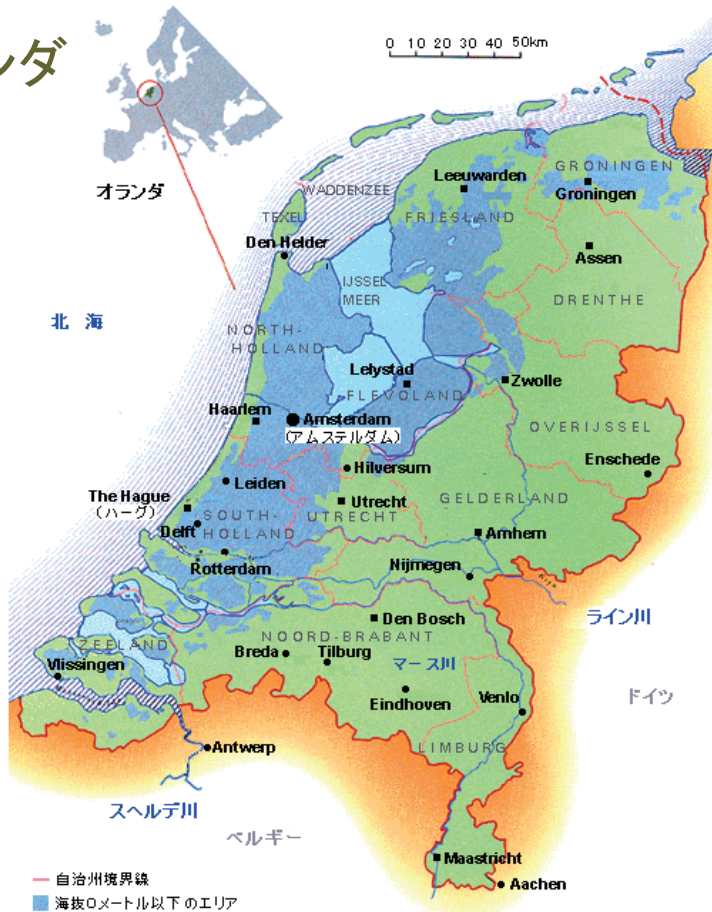 ンダ
0 10 20 30 50km
オランダ
WADDENZEE
TEXEL
Den Helder
Leeuwarden
FRIESLAND
GRONINGEN
Groningen
Assen
DRENTHE
IJSSEL
MEER
北 海
NORTH-
HOLLAND
Lelystad
FLEVOLAND
Zwolle
Haarlem
Amsterdam
(アムステルダム)
OVERIJSSEL
Enschede
Hilversum
Leiden
The Hague
(ハーグ)
Utrecht
UTRECHT
GELDERLAND
Delft
SOUTH-
HOLLAND
Arnhem
Rotterdam
Nijmegen
ライン川
Den Bosch
ZEELAND
NOORD-BRABANT
Vlissingen
Breda
Tilburg
マース川
Eindhoven
Venlo
ドイツ
LIMBURG
Antwerp
スヘルデ川
ベルギー
Maastricht
Aachen
自治州境界線
海抜0メートル以下のエリア